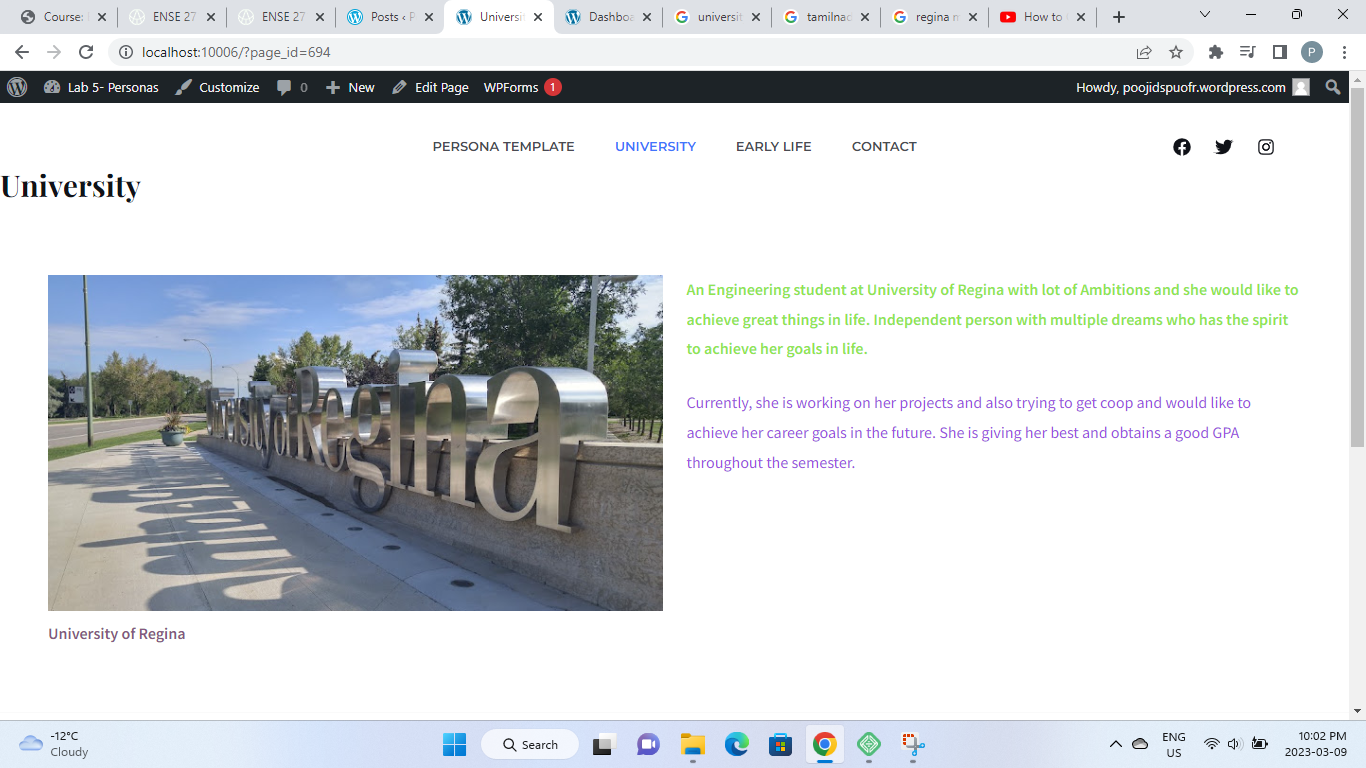 Course:
ENSE 27
ENSE 27
Posts ‹ P
Universit
Dashboa
universit
tamilnac
regina m
How to
localhost:10006/?page_id=694
P
Lab 5- Personas
Customize
0
New
Edit Page
WPForms 1
Howdy, poojidspuofr.wordpress.com
PERSONA TEMPLATE
UNIVERSITY
EARLY LIFE
CONTACT
University
University of Regina
An Engineering student at University of Regina with lot of Ambitions and she would like to
achieve great things in life. Independent person with multiple dreams who has the spirit
to achieve her goals in life.
Currently, she is working on her projects and also trying to get coop and would like to
achieve her career goals in the future. She is giving her best and obtains a good GPA
throughout the semester.
University of Regina
-12°C
Cloudy
Search
ENG
US
10:02 PM
2023-03-09